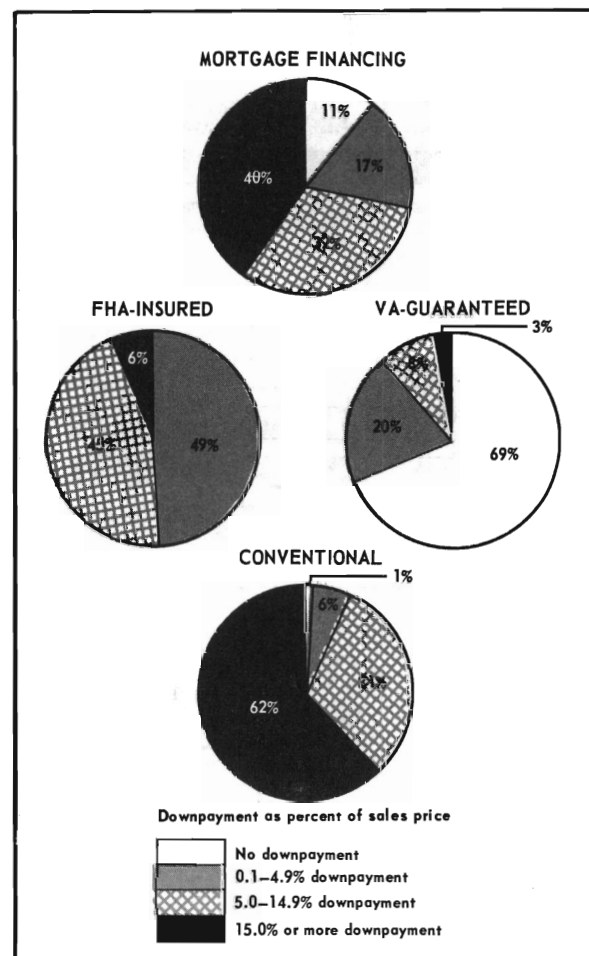 MORTGAGE FINANCING
11%
17%
40%
FHA-INSURED
6%
49%
VA-GUARANTEED
3%
20%
69%
CONVENTIONAL
1%
6%
62%
Downpayment as percent of sales price
No downpayment
0.1–4.9% downpayment
5.0–14.9% downpayment
15.0% or more downpayment